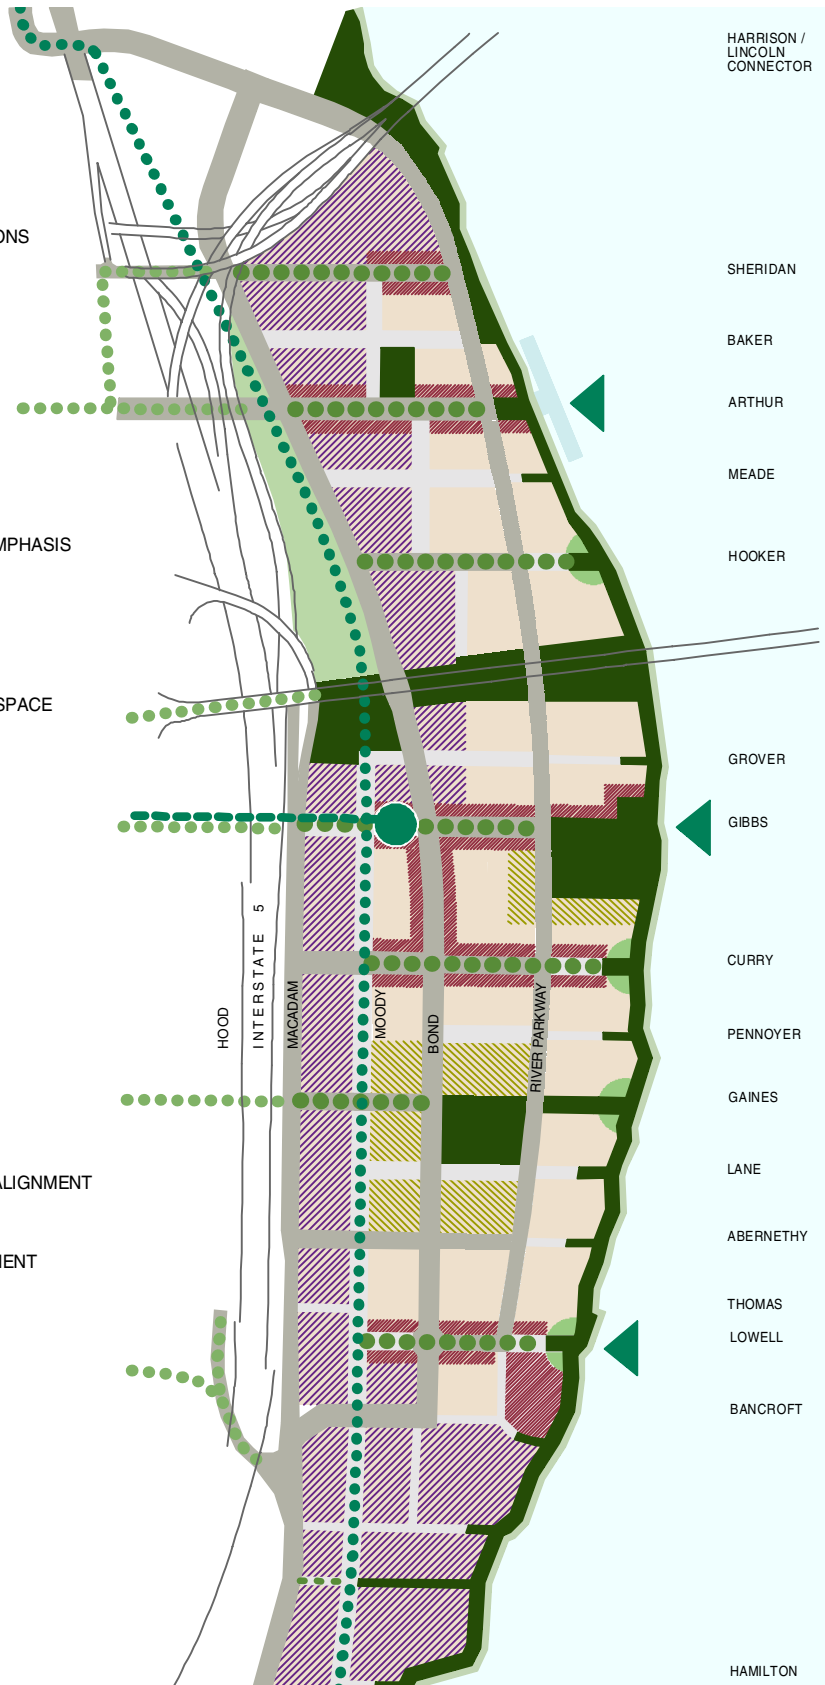 HARRISON /
LINCOLN
CONNECTOR
ONS
SHERIDAN
BAKER
ARTHUR
MEADE
MPHASIS
HOOKER
SPACE
GROVER
GIBBS
CURRY
HOOD
INTERSTATE 5
MACADAM
MOODY
BOND
RIVER PARKWAY
PENNOYER
GAINES
LANE
ALIGNMENT
ABERNETHY
MENT
THOMAS
LOWELL
BANCROFT
HAMILTON